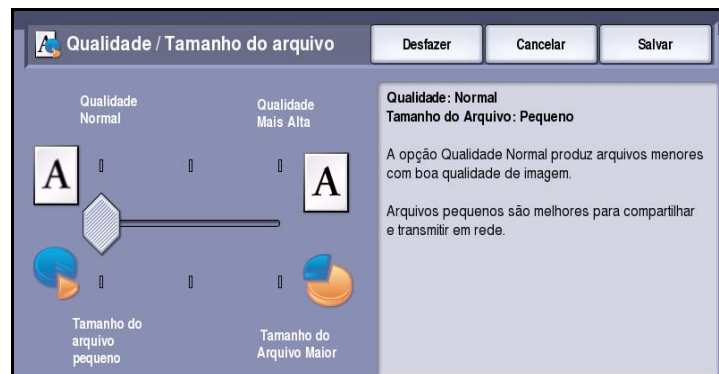 Qualidade / Tamanho do arquivo
Desfazer
Cancelar
Salvar
Qualidade
Normal
Qualidade
Mais Alta
A
A
Tamanho do
arquivo
pequeno
Tamanho do
Arquivo Maior
Qualidade: Normal
Tamanho do Arquivo: Pequeno
A opção Qualidade Normal produz arquivos menores
com boa qualidade de imagem.
Arquivos pequenos são melhores para compartilhar
e transmitir em rede.